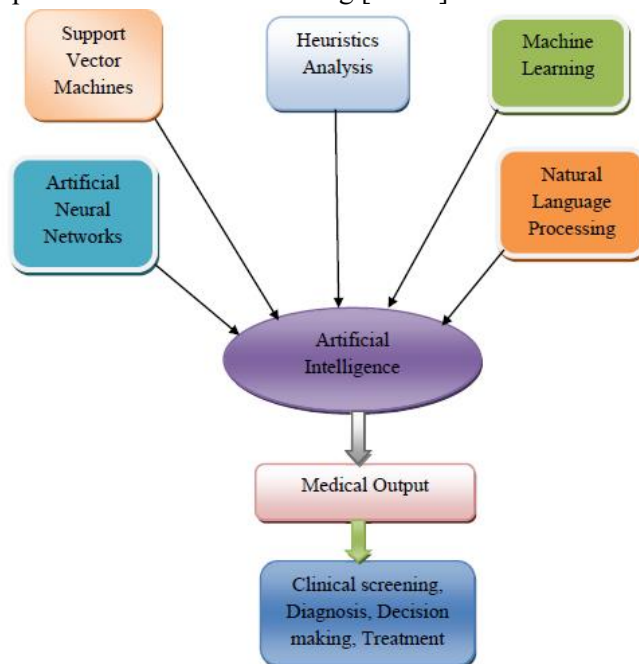 Support
Vector
Machines
Heuristics
Analysis
Machine
Learning
Artificial
Neural
Networks
Natural
Language
Processing
Artificial
Intelligence
Medical Output
Clinical screening,
Diagnosis, Decision
making, Treatment